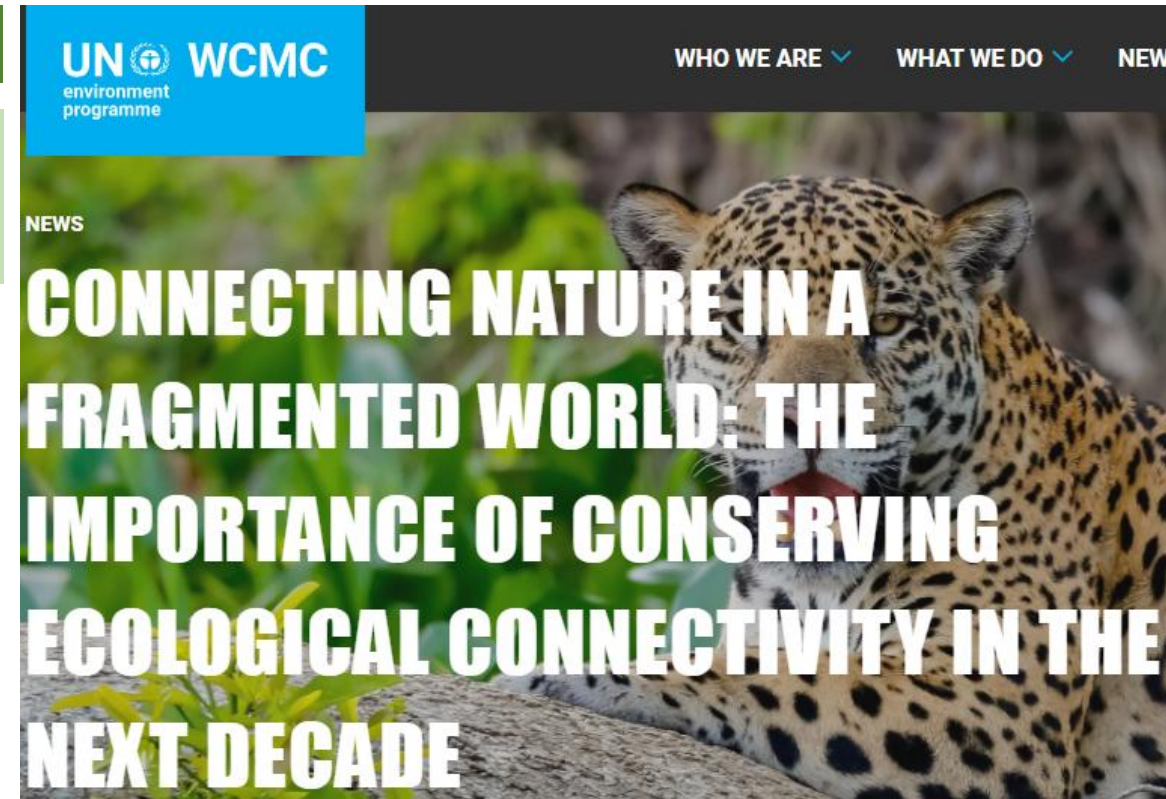 UN WCMC
environment
programme
WHO WE ARE WHAT WE DO NEW
NEWS
CONNECTING NATURE IN A
FRAGMENTED WORLD: THE
IMPORTANCE OF CONSERVING
ECOLOGICAL CONNECTIVITY IN THE
NEXT DECADE